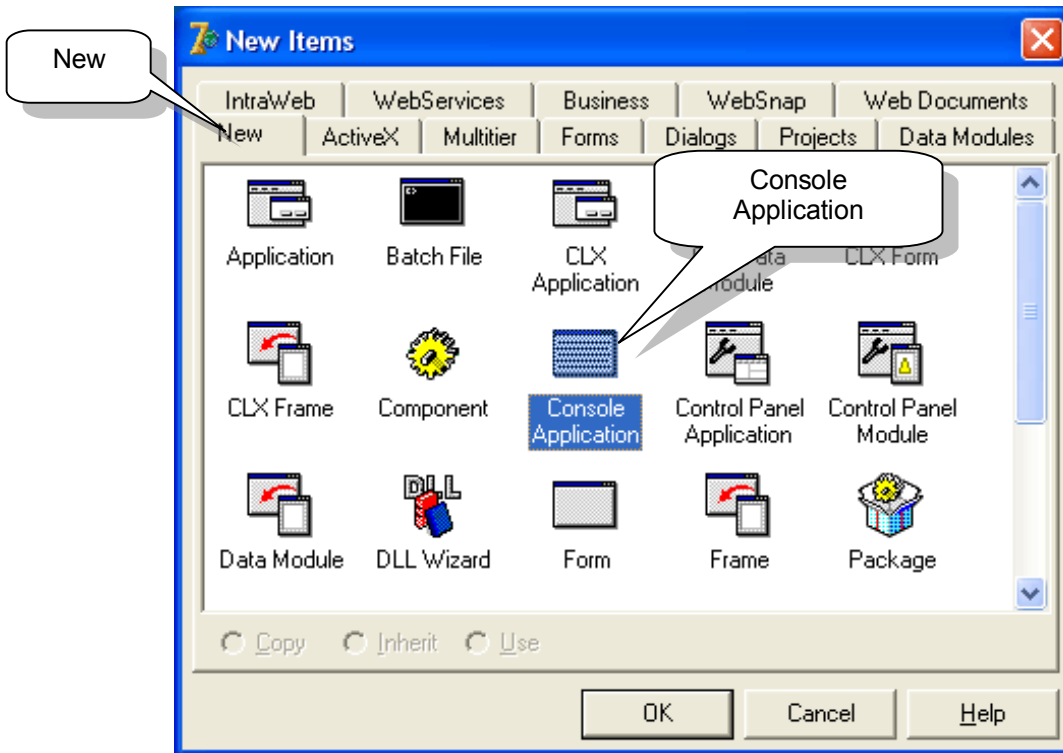 New Items
New
IntraWeb WebServices Business WebSnap Web Documents
New ActiveX Multitier Forms Dialogs Projects Data Modules
Console
Application
Application Batch File CLX CLX Form
Application
CLX Frame Component Console Control Panel Control Panel
Application Application Module
Data Module DLL Wizard Form Frame Package
Copy Inherit Use
OK Cancel Help